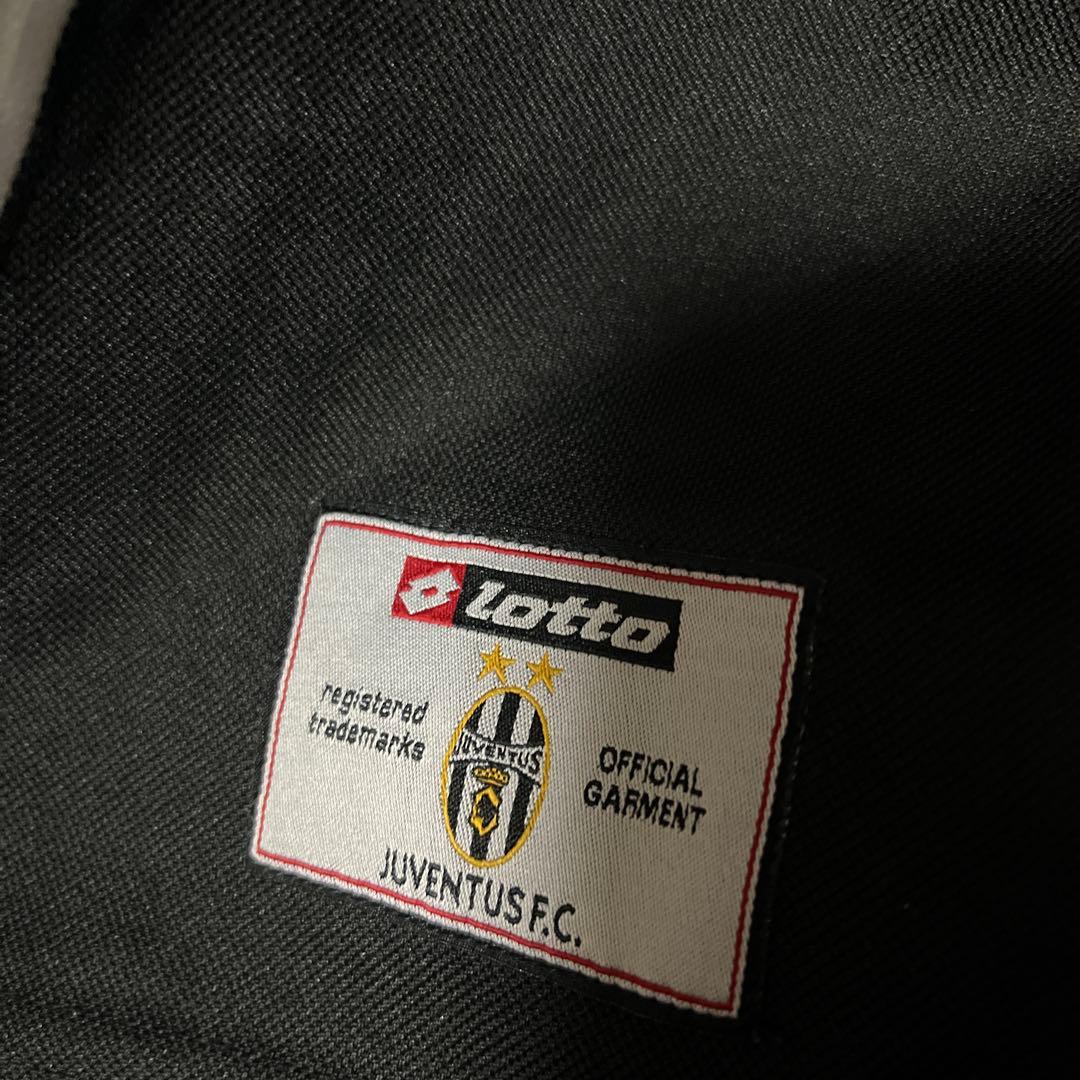 lotto
registered
trademarks
JUVENTUS
OFFICIAL
GARMENT
JUVENTUS F.C.